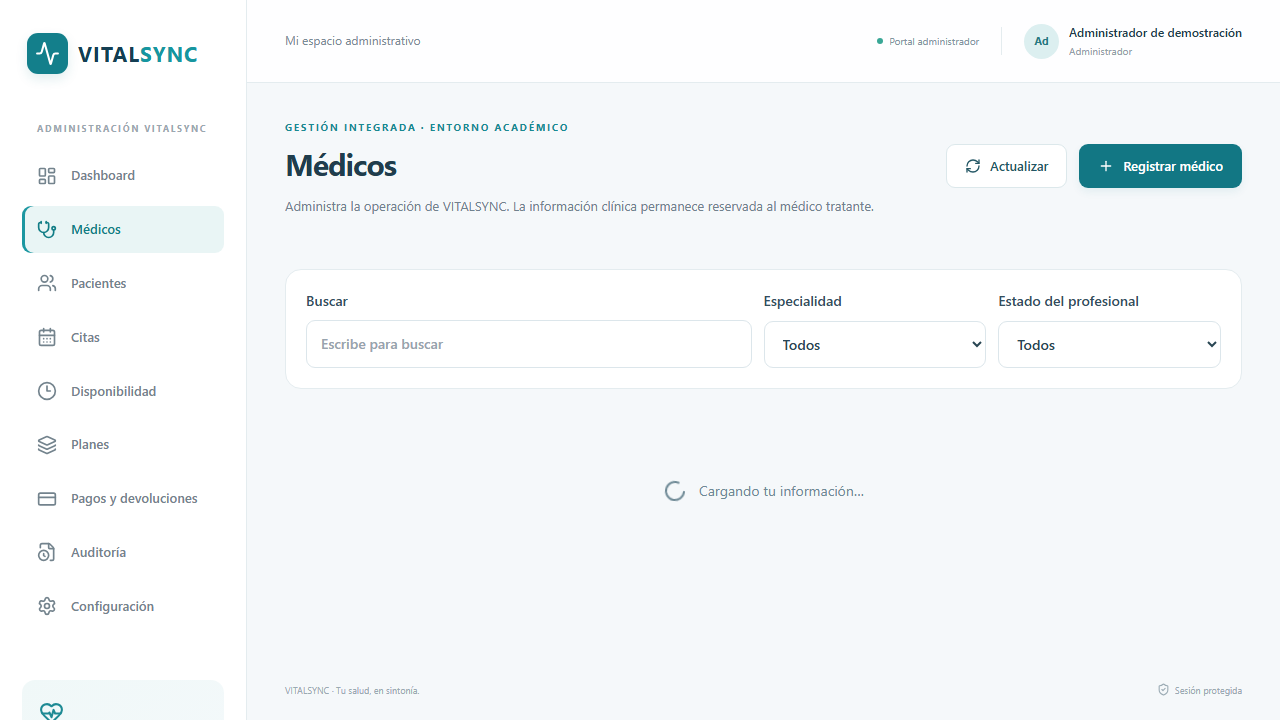 VITALSYNC
ADMINISTRACIÓN VITALSYNC
Dashboard
Médicos
Pacientes
Citas
Disponibilidad
Planes
Pagos y devoluciones
Auditoría
Configuración
Mi espacio administrativo
Portal administrador
Ad
Administrador de demostración
Administrador
GESTIÓN INTEGRADA · ENTORNO ACADÉMICO
Médicos
Actualizar
Registrar médico
Administra la operación de VITALSYNC. La información clínica permanece reservada al médico tratante.
Buscar
Especialidad
Estado del profesional
Escribe para buscar
Todos
Todos
Cargando tu información...
VITALSYNC · Tu salud, en sintonía.
Sesión protegida